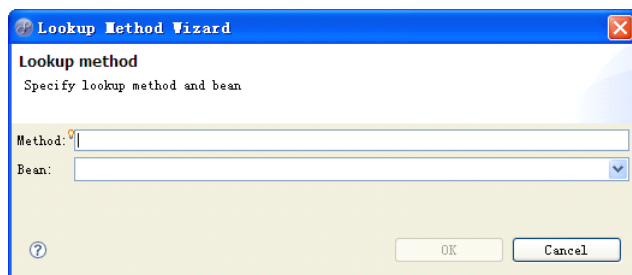 Lookup Method Wizard
Lookup method
Specify lookup method and bean
Method:
Bean:
?
OK
Cancel